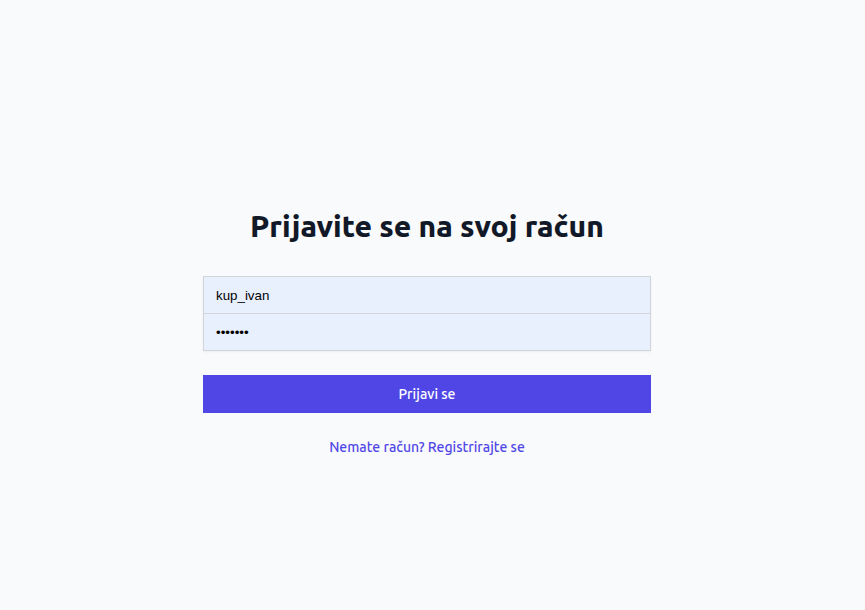 Prijavite se na svoj račun
kup_ivan
•••••••
Prijavi se
Nemate račun? Registrirajte se